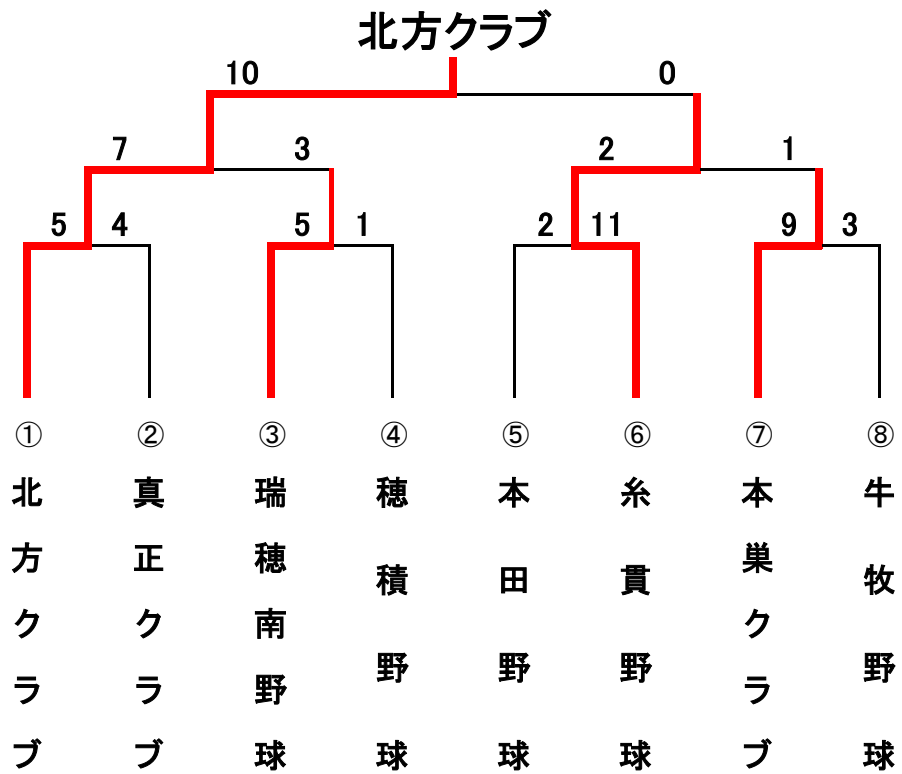 北方クラブ
10 0
7 3 2 1
5 4 5 1 2 11 9 3
① ② ③ ④ ⑤ ⑥ ⑦ ⑧
北方クラブ
真正クラブ
瑞穂南野球
穂積野球
本田野球
糸貫野球
本巣クラブ
牛牧野球